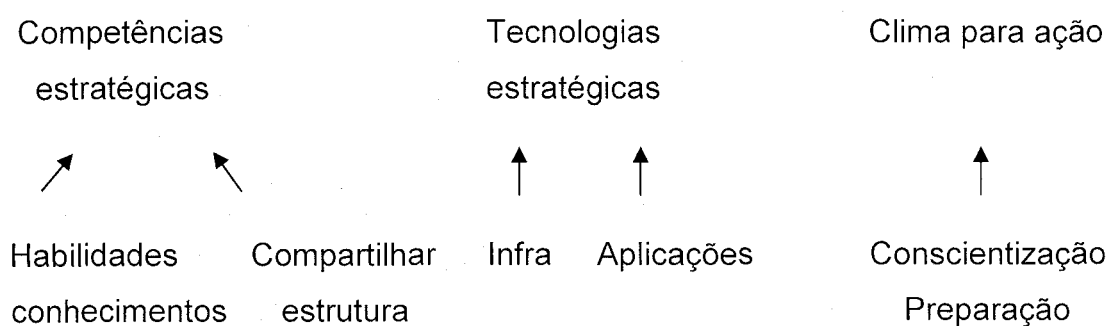 Competências Tecnologias Clima para ação
estratégicas estratégicas
Habilidades Compartilhar Infra Aplicações Conscientização
conhecimentos estrutura Preparação